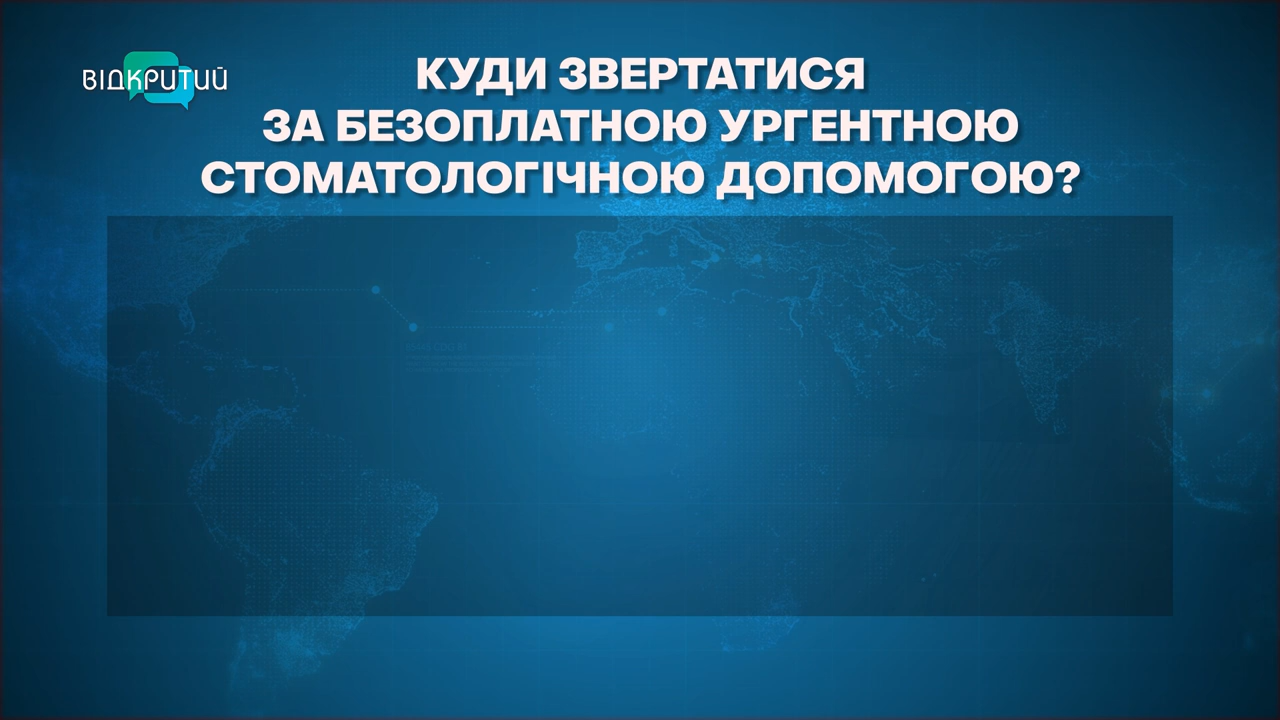 ВІДКРИТИЙ
КУДИ ЗВЕРТАТИСЯ
ЗА БЕЗОПЛАТНОЮ УРГЕНТНОЮ
СТОМАТОЛОГІЧНОЮ ДОПОМОГОЮ?